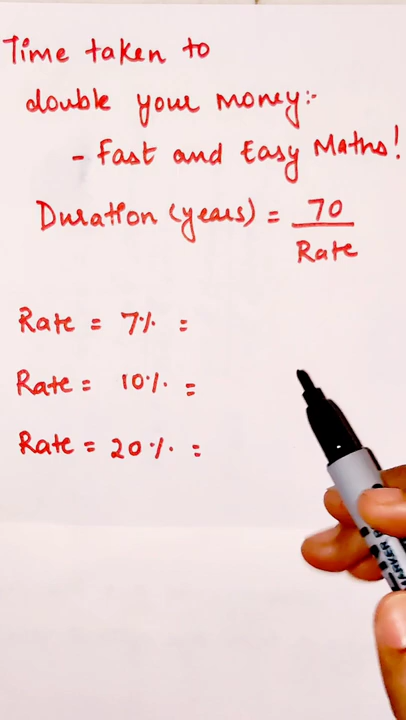 Time taken to
double your money:-
- Fast and Easy Maths!
Duration (years) = 70
Rate
Rate = 7% =
Rate = 10% =
Rate = 20% =
MARKER